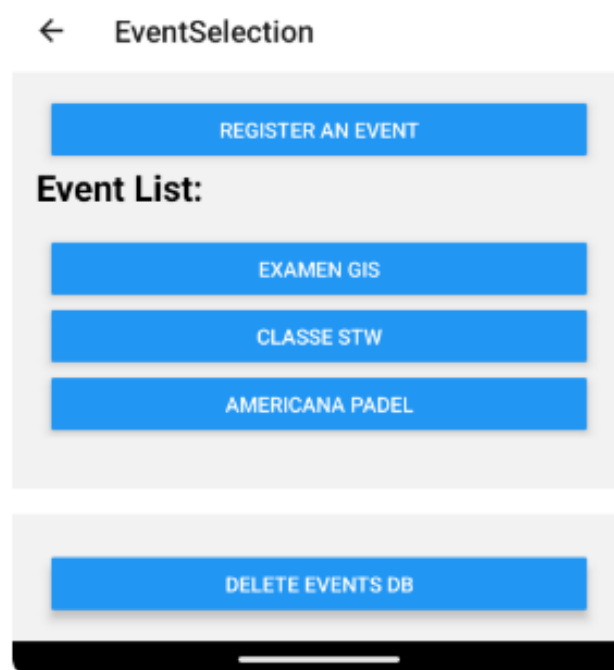 EventSelection
REGISTER AN EVENT
Event List:
EXAMEN GIS
CLASSE STW
AMERICANA PADEL
DELETE EVENTS DB